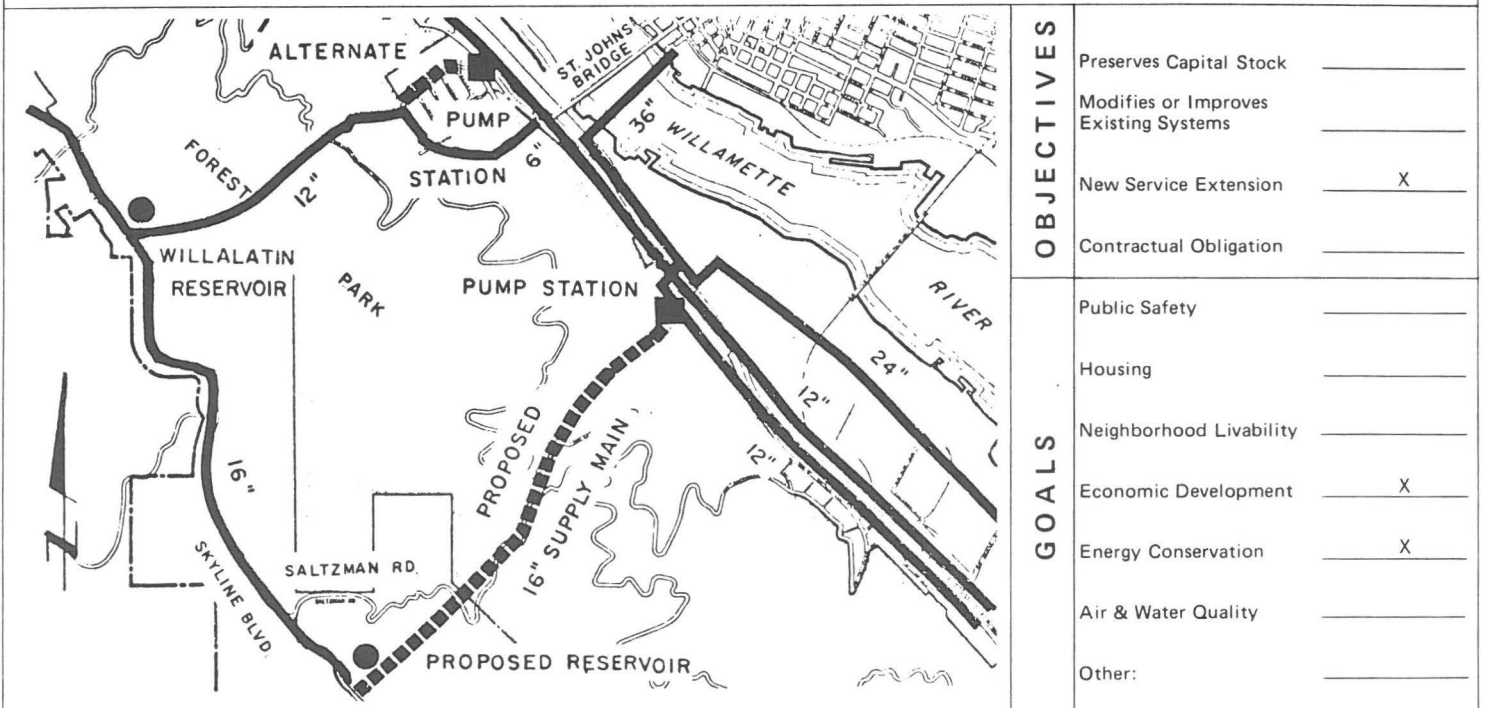 ALTERNATE
ST. JOHNS
BRIDGE
PUMP
STATION
6"
36"
WILLAMETTE
RIVER
FOREST
12"
PARK
WILLALATIN
RESERVOIR
PUMP STATION
24"
12"
12"
PROPOSED
16" SUPPLY MAIN
16"
SKYLINE BLVD.
SALTZMAN RD.
SALTZMAN RD
PROPOSED RESERVOIR
N
OBJECTIVES
Preserves Capital Stock
Modifies or Improves
Existing Systems
New Service Extension X
Contractual Obligation
GOALS
Public Safety
Housing
Neighborhood Livability
Economic Development X
Energy Conservation X
Air & Water Quality
Other: